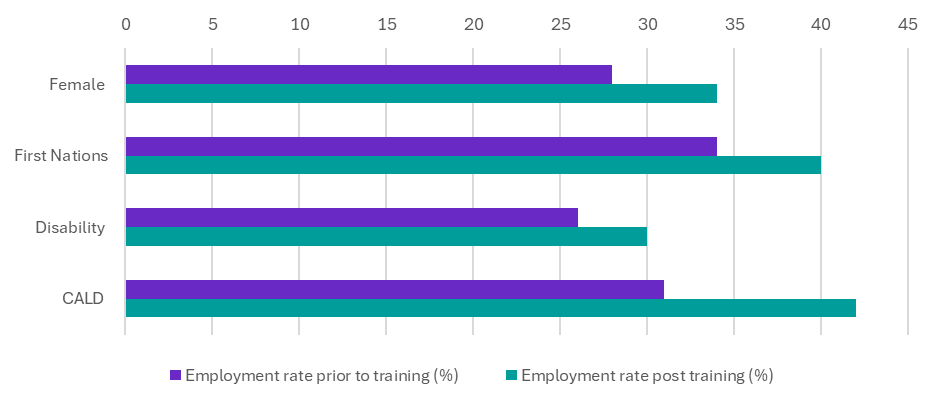 0 5 10 15 20 25 30 35 40 45
Female
First Nations
Disability
CALD
Employment rate prior to training (%) Employment rate post training (%)